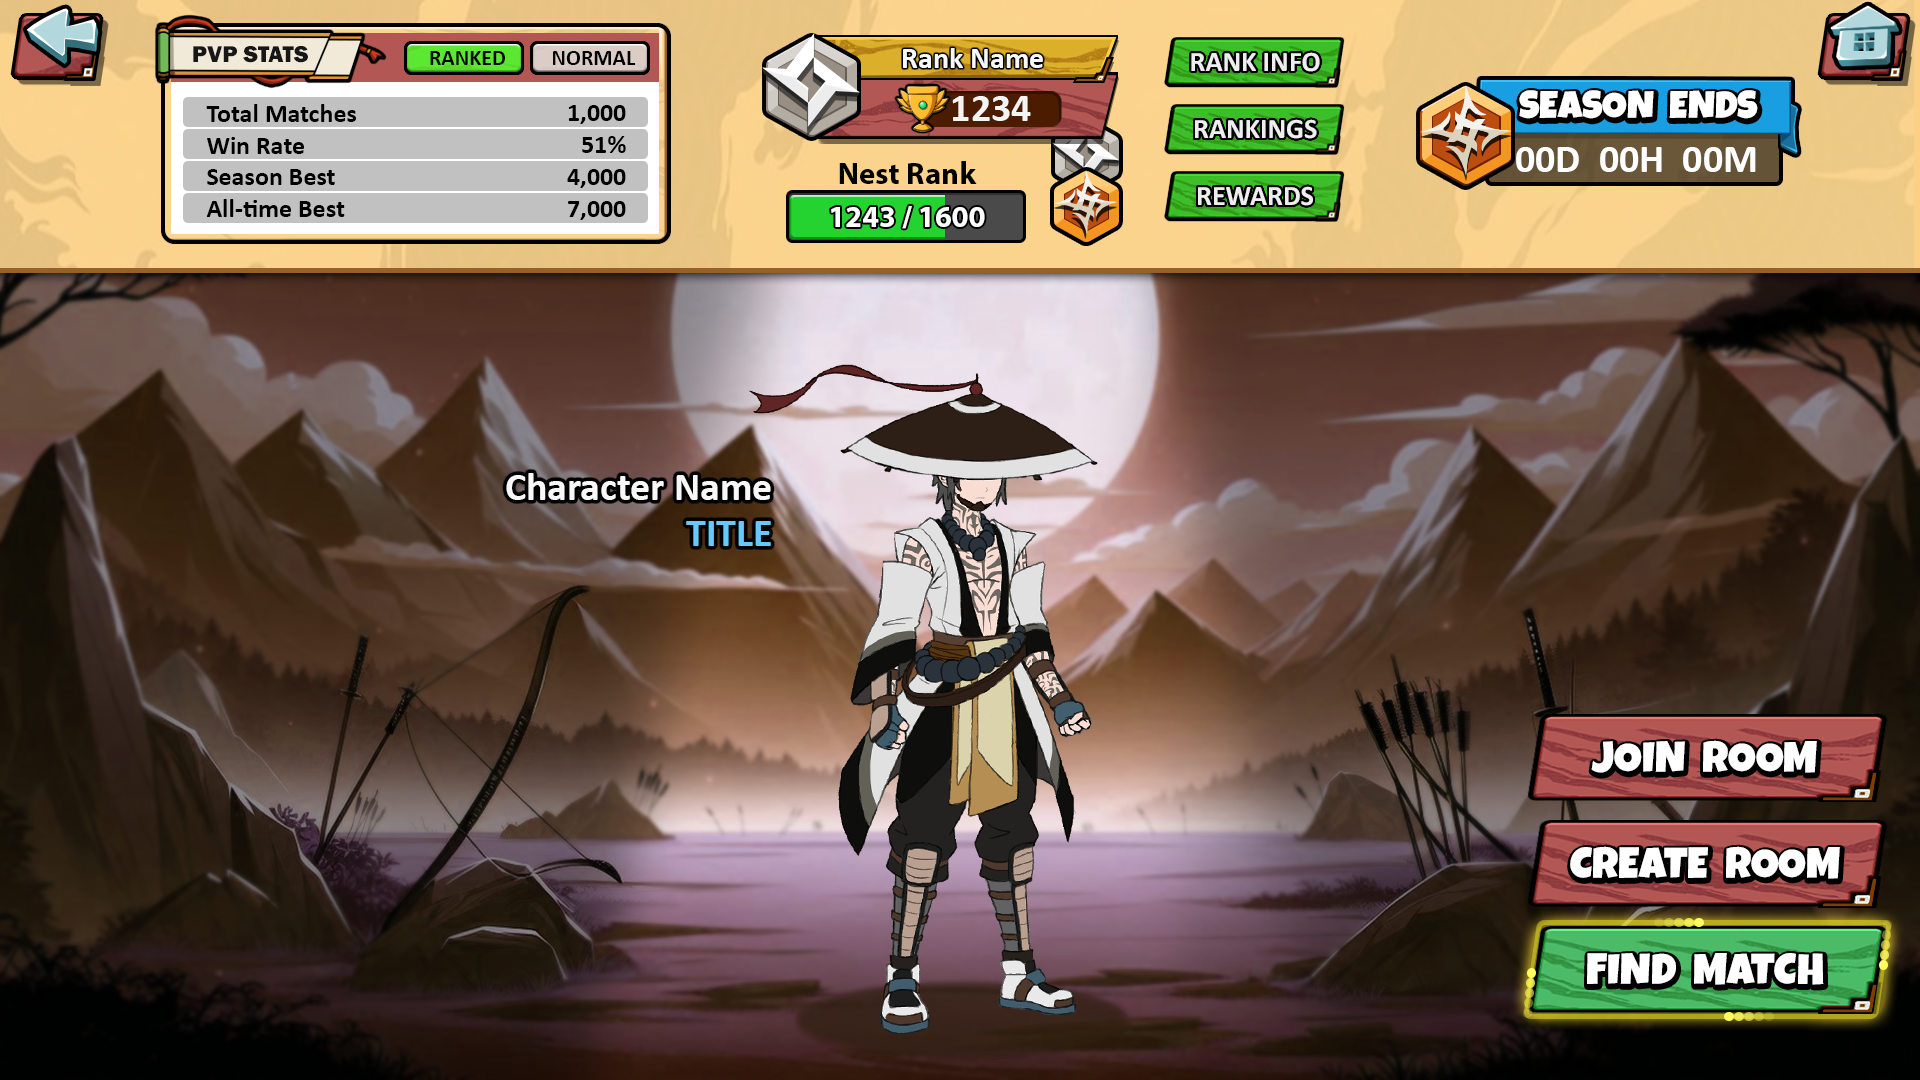 PVP STATS
RANKED
NORMAL
Total Matches 1,000
Win Rate 51%
Season Best 4,000
All-time Best 7,000
Rank Name
1234
Nest Rank
1243 / 1600
RANK INFO
RANKINGS
REWARDS
SEASON ENDS
00D 00H 00M
Character Name
TITLE
JOIN ROOM
CREATE ROOM
FIND MATCH